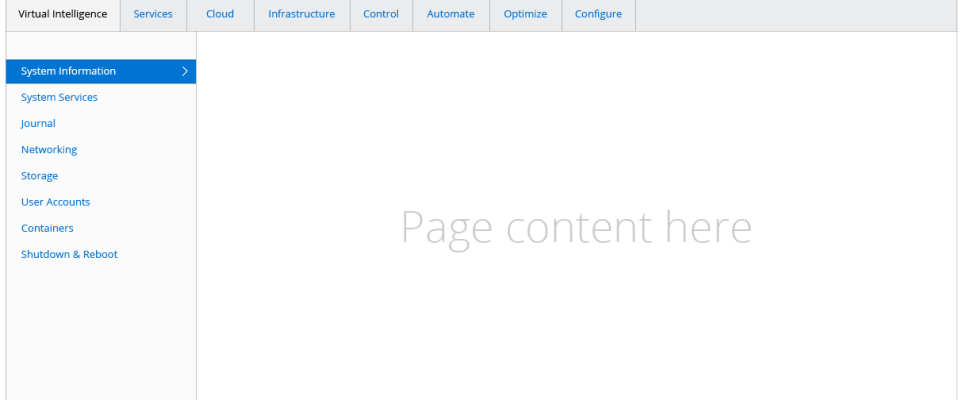 Virtual Intelligence Services Cloud Infrastructure Control Automate Optimize Configure
System Information
System Services
Journal
Networking
Storage
User Accounts
Containers
Shutdown & Reboot
Page content here